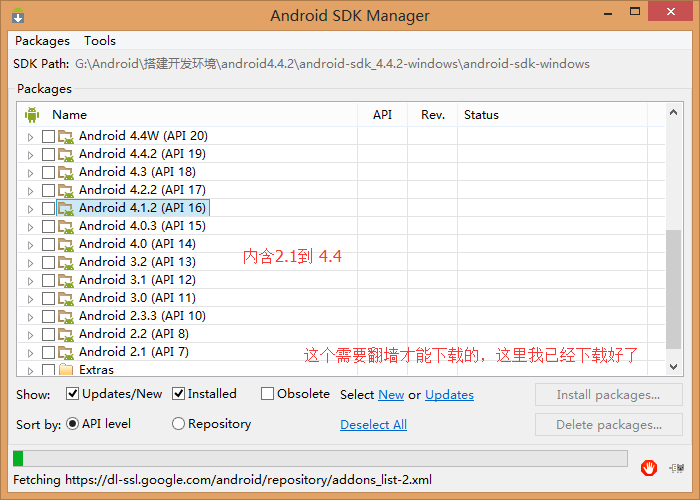 Android SDK Manager
Packages Tools
SDK Path: G:\Android\搭建开发环境\android4.4.2\android-sdk_4.4.2-windows\android-sdk-windows
Packages
Name API Rev. Status
Android 4.4W (API 20)
Android 4.4.2 (API 19)
Android 4.3 (API 18)
Android 4.2.2 (API 17)
Android 4.1.2 (API 16)
Android 4.0.3 (API 15)
Android 4.0 (API 14)
内含2.1到 4.4
Android 3.2 (API 13)
Android 3.1 (API 12)
Android 3.0 (API 11)
Android 2.3.3 (API 10)
Android 2.2 (API 8)
Android 2.1 (API 7)
这个需要翻墙才能下载的，这里我已经下载好了
Extras
Show: Updates/New Installed Obsolete Select New or Updates Install packages...
Sort by: API level Repository Deselect All Delete packages...
Fetching https://dl-ssl.google.com/android/repository/addons_list-2.xml